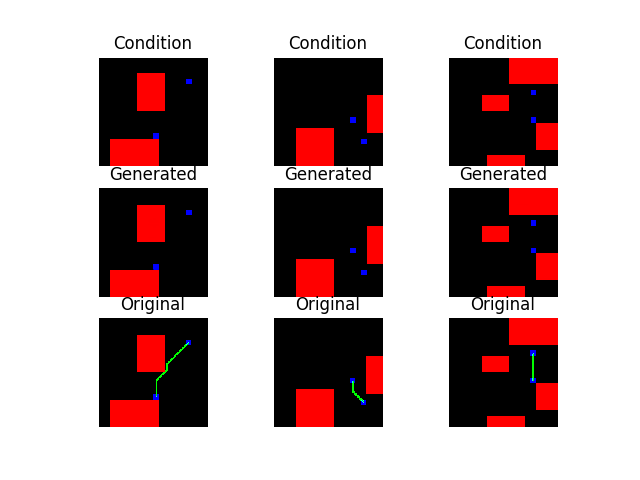 Condition Condition Condition
Generated Generated Generated
Original Original Original